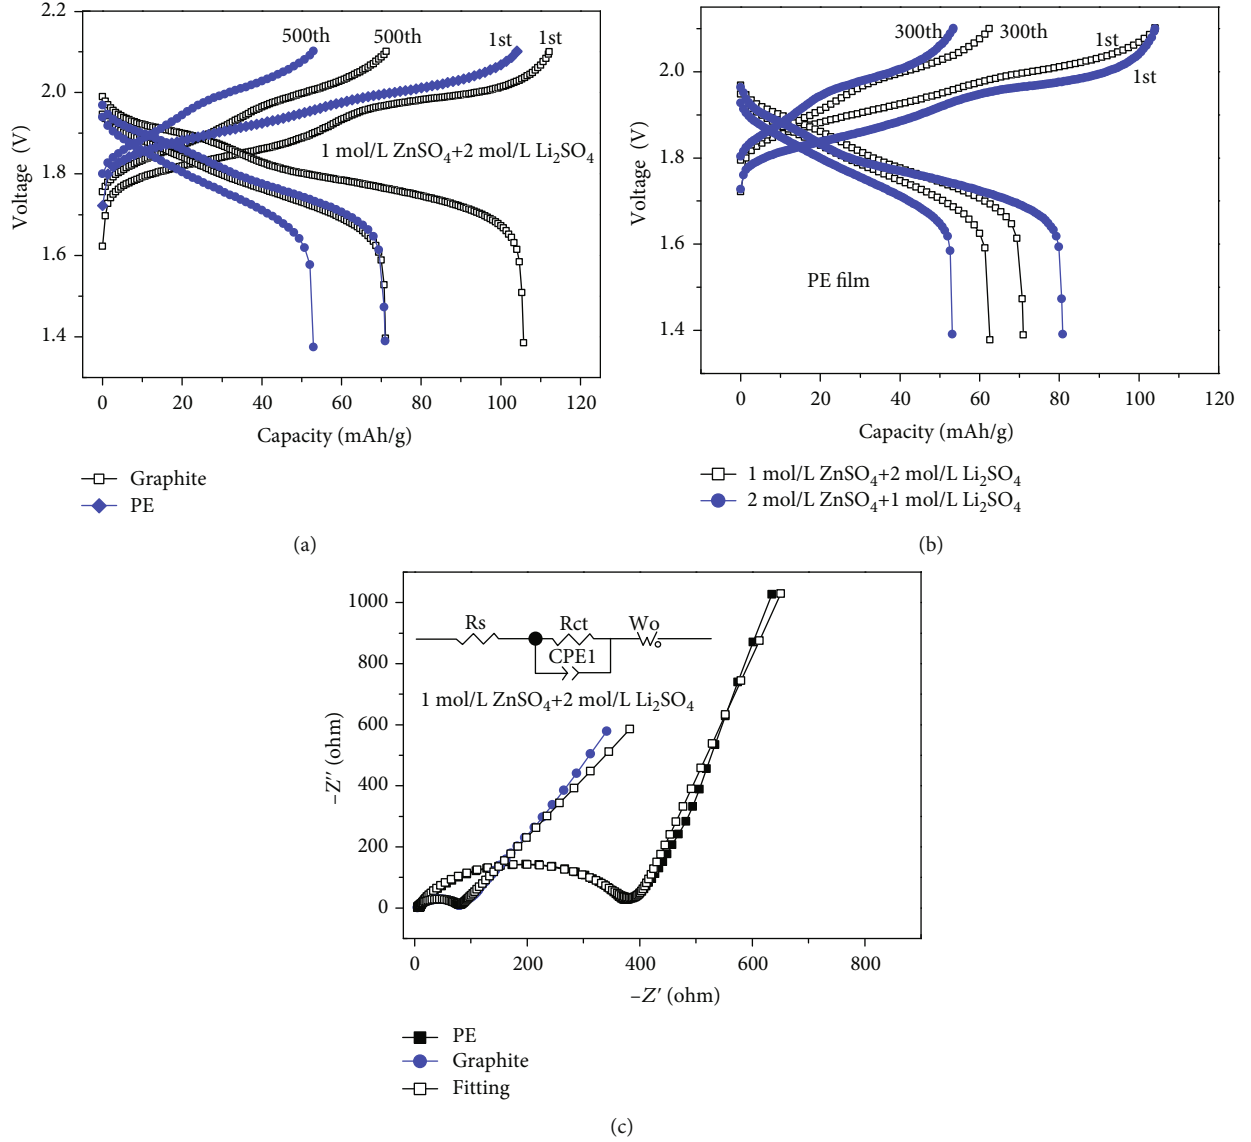 2.2
2.0
1.8
1.6
1.4
Voltage (V)
500th
500th
1st
1st
1 mol/L ZnSO₄+2 mol/L Li₂SO₄
0
20
40
60
80
100
120
Capacity (mAh/g)
Graphite
PE
(a)
2.0
1.8
1.6
1.4
Voltage (V)
300th
300th
1st
1st
PE film
0
20
40
60
80
100
120
Capacity (mAh/g)
1 mol/L ZnSO₄+2 mol/L Li₂SO₄
2 mol/L ZnSO₄+1 mol/L Li₂SO₄
(b)
1000
800
600
400
200
0
–Z″ (ohm)
Rs
Rct
Wo
CPE1
1 mol/L ZnSO₄+2 mol/L Li₂SO₄
0
200
400
600
800
–Z′ (ohm)
PE
Graphite
Fitting
(c)